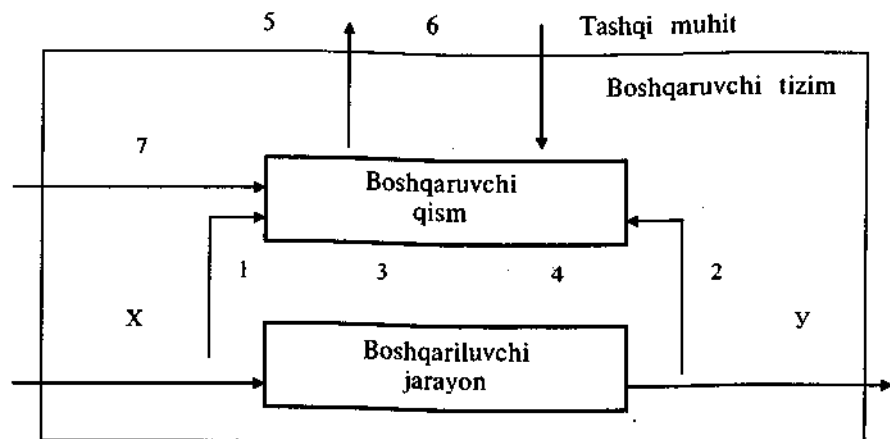 5 6 Tashqi muhit
Boshqaruvchi tizim
7
Boshqaruvchi
qism
1 3 4 2
X y
Boshqariluvchi
jarayon